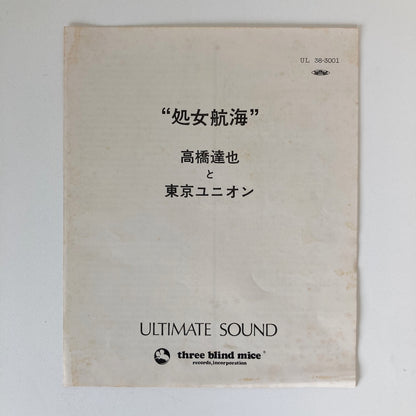 UL 38-3001
“処女航海”
高橋達也
と
東京ユニオン
ULTIMATE SOUND
three blind mice®
records, incorporation